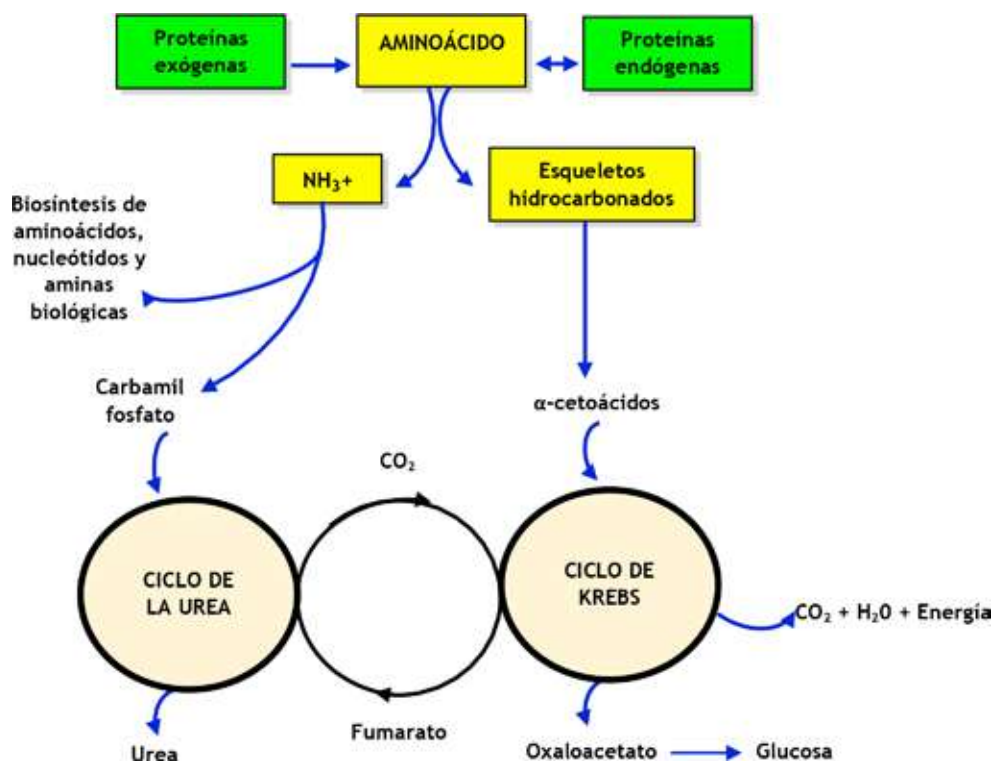 Proteínas
exógenas
AMINOÁCIDO
Proteínas
endógenas
NH₃+
Esqueletos
hidrocarbonados
Biosíntesis de
aminoácidos,
nucleótidos y
aminas
biológicas
Carbamil
fosfato
α-cetoácidos
CO₂
CICLO DE
LA UREA
CICLO DE
KREBS
CO₂ + H₂0 + Energía
Fumarato
Urea
Oxaloacetato
Glucosa